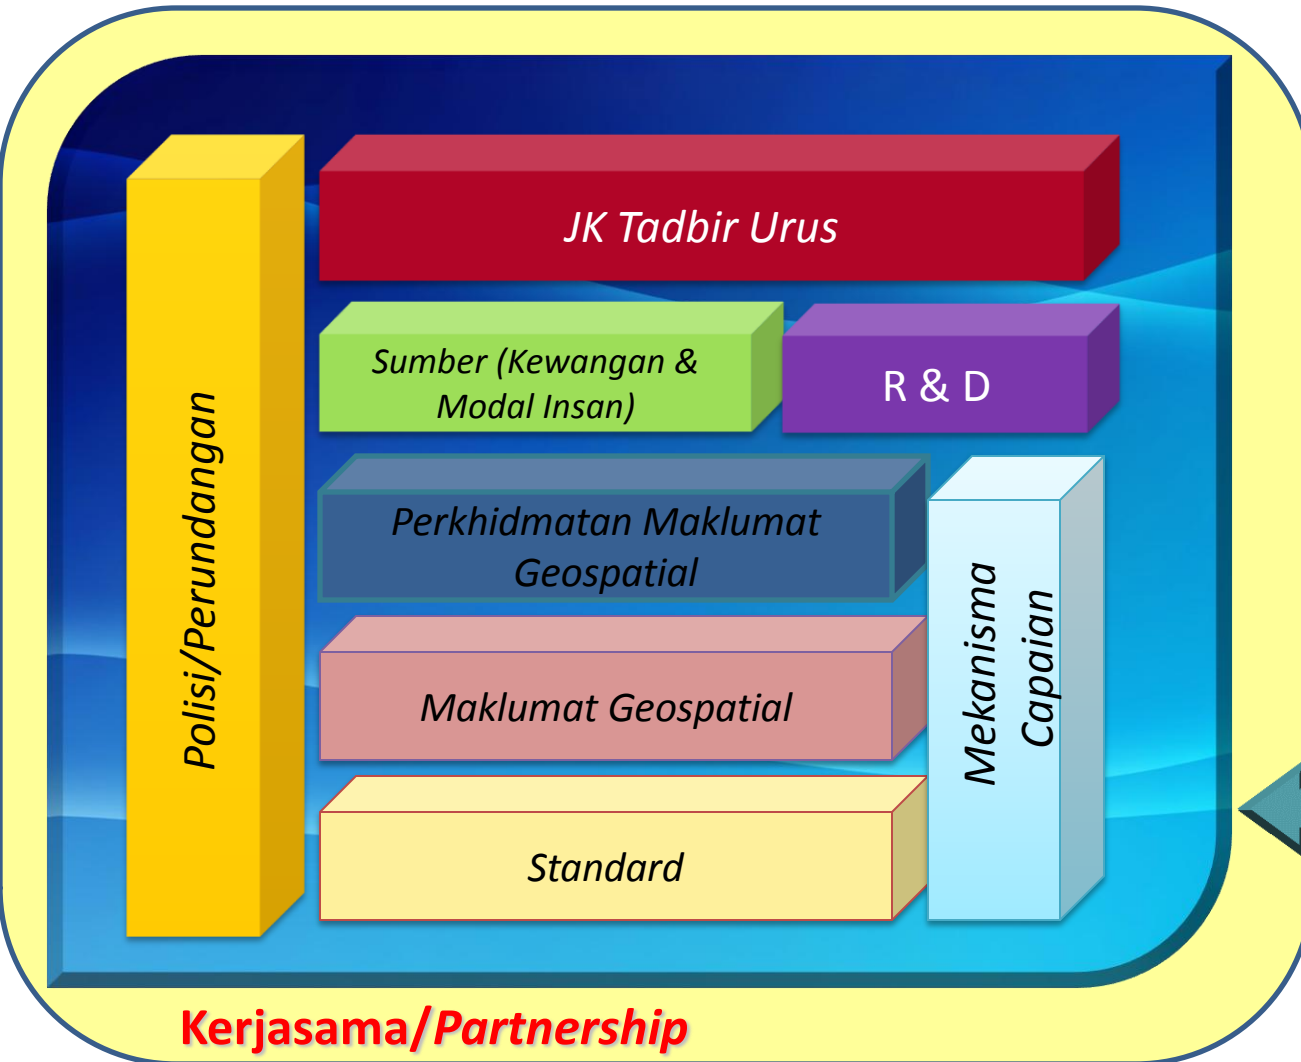 JK Tadbir Urus
Sumber (Kewangan &
Modal Insan)
R & D
Polisi/Perundangan
Perkhidmatan Maklumat
Geospatial
Mekanisma
Capaian
Maklumat Geospatial
Standard
Kerjasama/Partnership